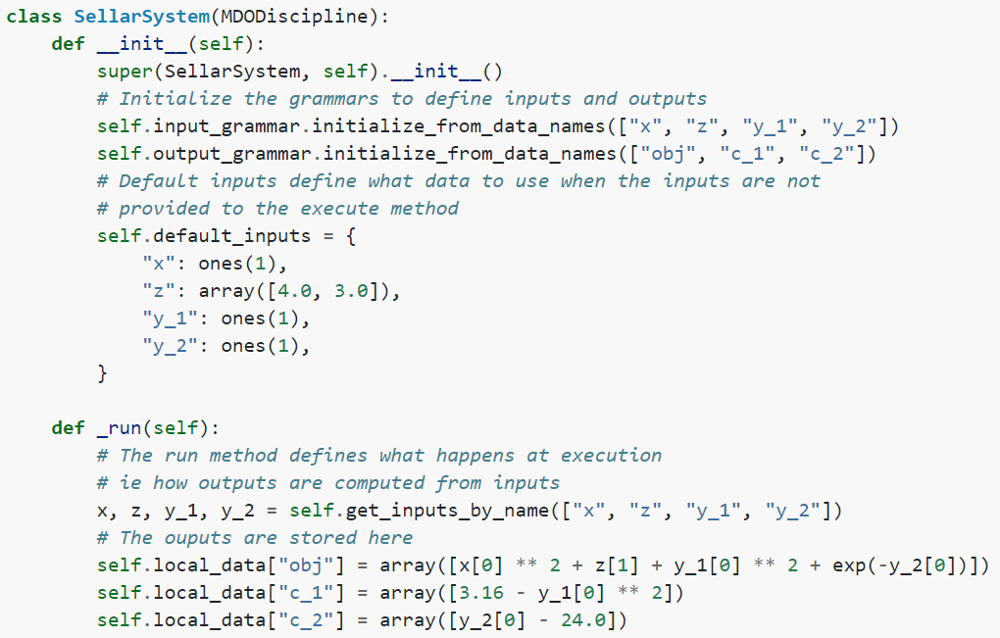 class SellarSystem(MDODiscipline):
    def __init__(self):
        super(SellarSystem, self).__init__()
        # Initialize the grammars to define inputs and outputs
        self.input_grammar.initialize_from_data_names(["x", "z", "y_1", "y_2"])
        self.output_grammar.initialize_from_data_names(["obj", "c_1", "c_2"])
        # Default inputs define what data to use when the inputs are not
        # provided to the execute method
        self.default_inputs = {
            "x": ones(1),
            "z": array([4.0, 3.0]),
            "y_1": ones(1),
            "y_2": ones(1),
        }

    def _run(self):
        # The run method defines what happens at execution
        # ie how outputs are computed from inputs
        x, z, y_1, y_2 = self.get_inputs_by_name(["x", "z", "y_1", "y_2"])
        # The ouputs are stored here
        self.local_data["obj"] = array([x[0] ** 2 + z[1] + y_1[0] ** 2 + exp(-y_2[0])])
        self.local_data["c_1"] = array([3.16 - y_1[0] ** 2])
        self.local_data["c_2"] = array([y_2[0] - 24.0])